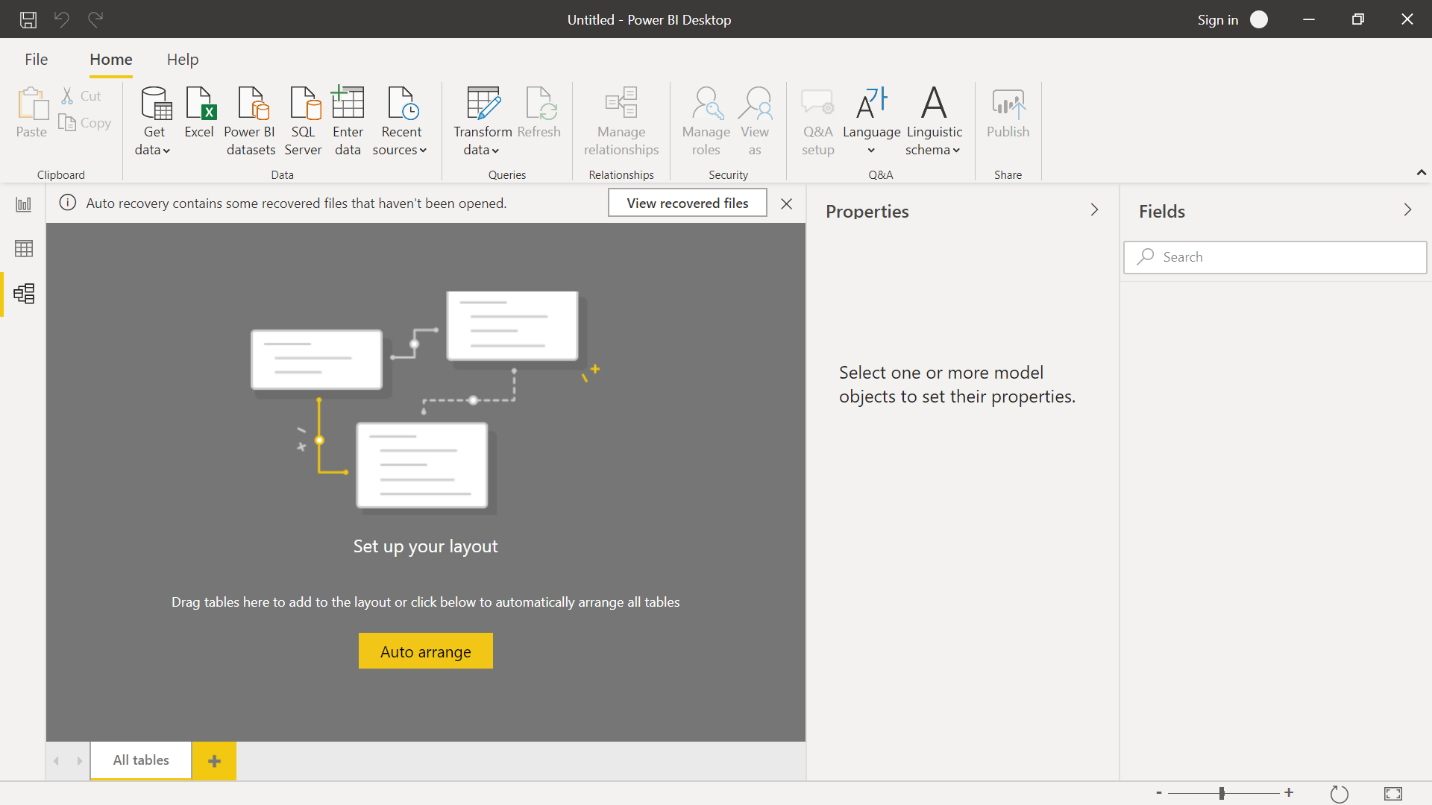 Untitled - Power BI Desktop
Sign in
File Home Help
Paste
Cut
Copy
Clipboard
Get data
Excel
Power BI datasets
SQL Server
Enter data
Recent sources
Data
Transform data
Refresh
Queries
Manage relationships
Relationships
Manage roles
View as
Security
Q&A setup
Language
Linguistic schema
Q&A
Publish
Share
Auto recovery contains some recovered files that haven't been opened.
View recovered files
Properties
Fields
Search
Select one or more model
objects to set their properties.
Set up your layout
Drag tables here to add to the layout or click below to automatically arrange all tables
Auto arrange
All tables